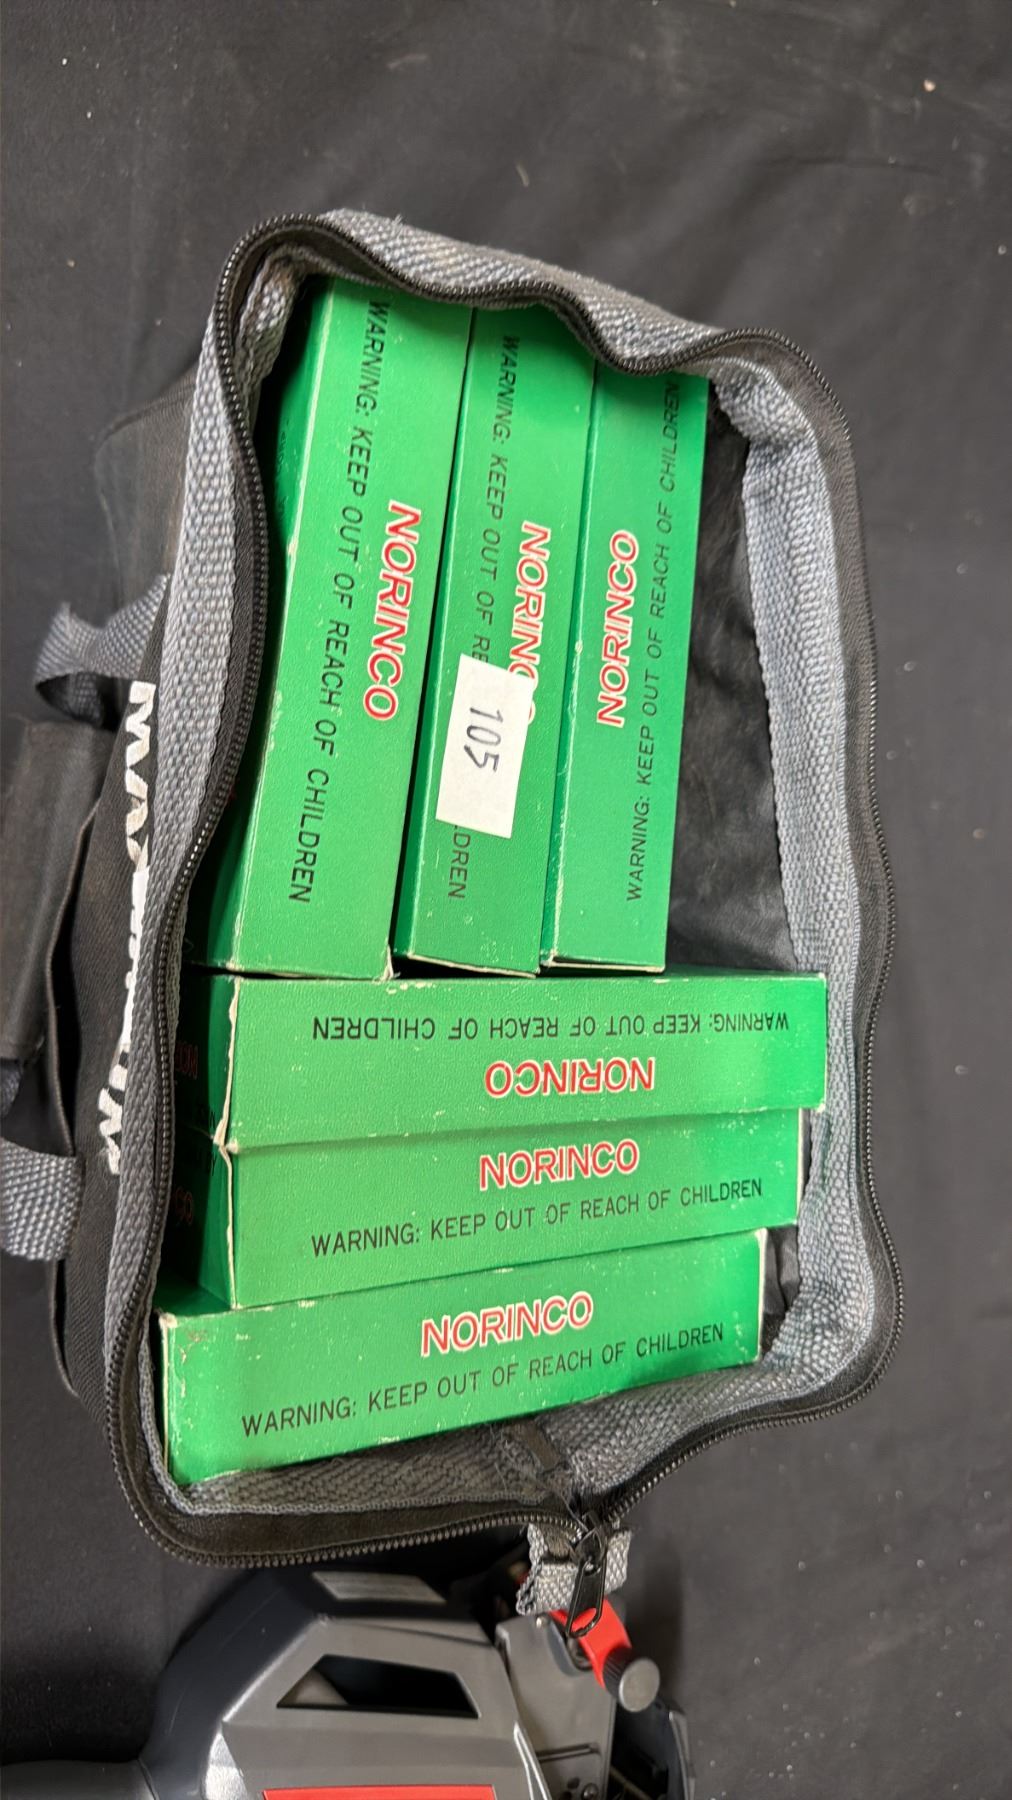 WARNING: KEEP OUT OF REACH OF CHILDREN
NORINCO
WARNING: KEEP OUT OF
NORINC
DREN
105
NORINCO
WARNING: KEEP OUT OF REACH OF CHILDREN
WARNING: KEEP OUT OF REACH OF CHILDREN
NORINCO
NORINCO
WARNING: KEEP OUT OF REACH OF CHILDREN
NORINCO
WARNING: KEEP OUT OF REACH OF CHILDREN